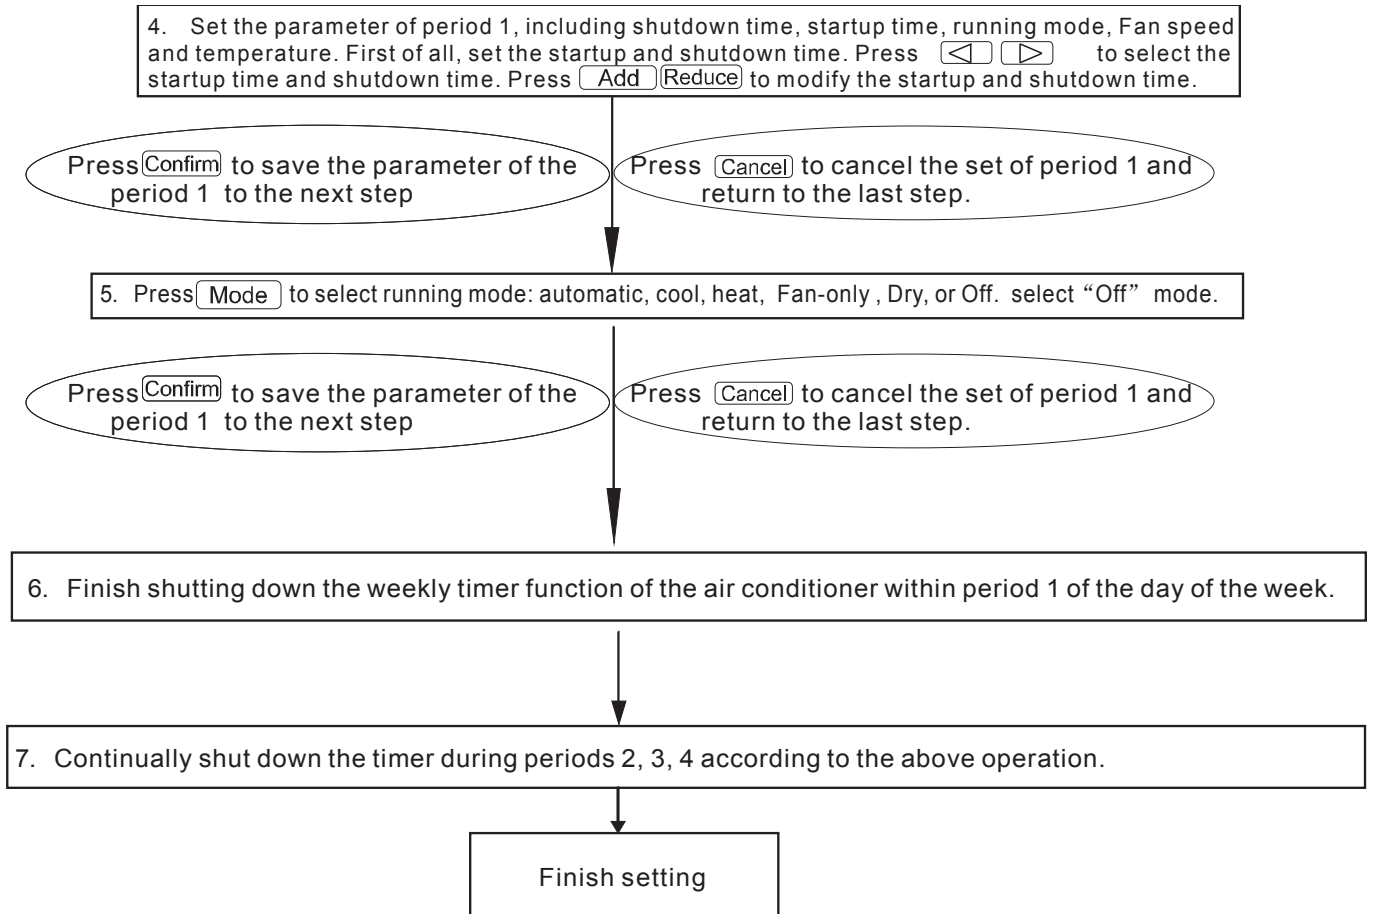 4. Set the parameter of period 1, including shutdown time, startup time, running mode, Fan speed
and temperature. First of all, set the startup and shutdown time. Press to select the
startup time and shutdown time. Press Add Reduce to modify the startup and shutdown time.
Press Confirm to save the parameter of the
period 1 to the next step
Press Cancel to cancel the set of period 1 and
return to the last step.
5. Press Mode to select running mode: automatic, cool, heat, Fan-only , Dry, or Off. select “Off” mode.
Press Confirm to save the parameter of the
period 1 to the next step
Press Cancel to cancel the set of period 1 and
return to the last step.
6. Finish shutting down the weekly timer function of the air conditioner within period 1 of the day of the week.
7. Continually shut down the timer during periods 2, 3, 4 according to the above operation.
Finish setting